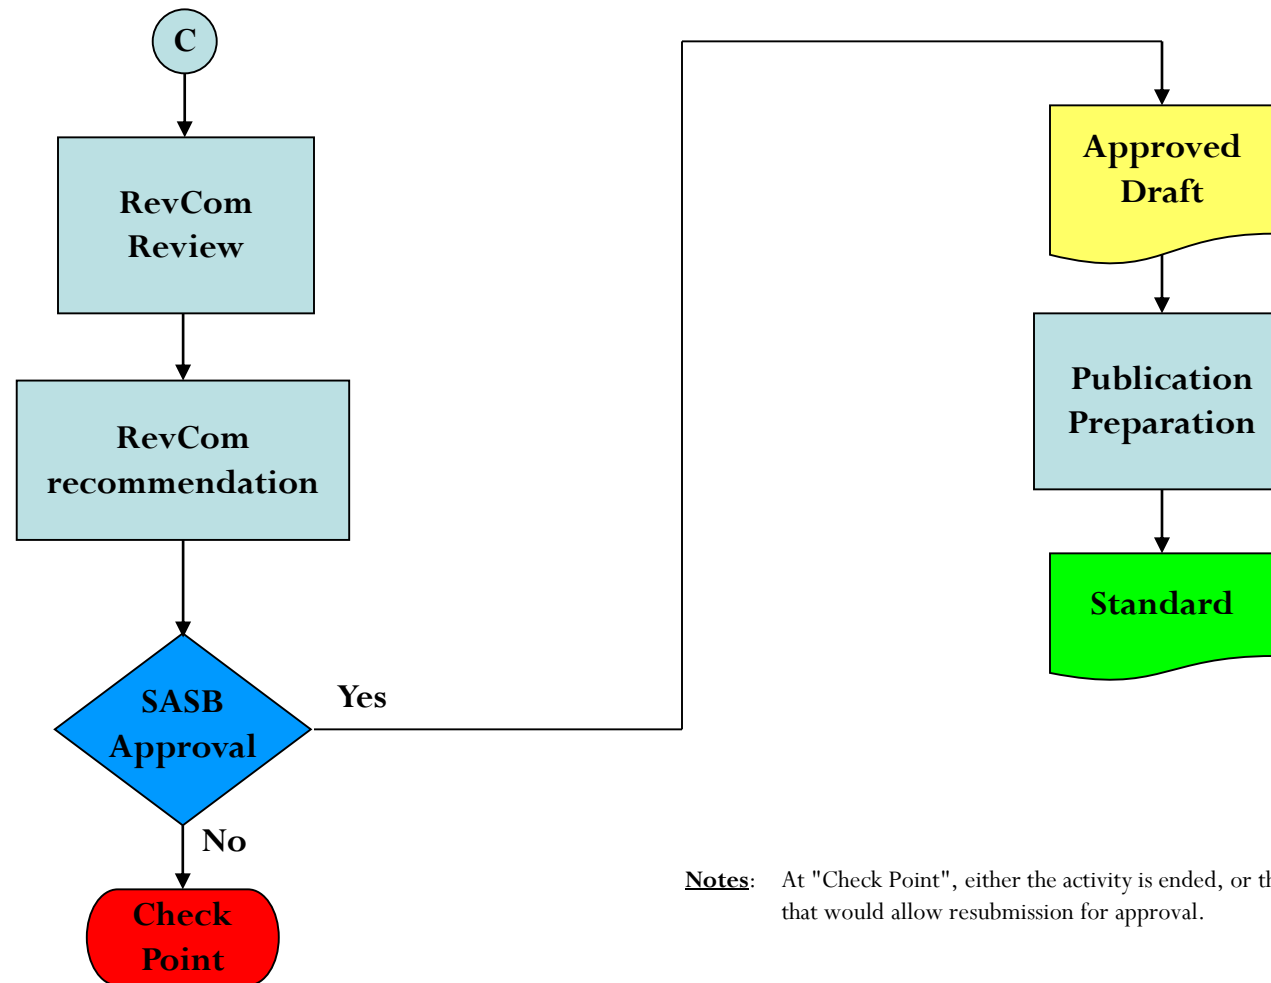 C
RevCom
Review
RevCom
recommendation
SASB
Approval
Yes
No
Check
Point
Approved
Draft
Publication
Preparation
Standard
Notes: At "Check Point", either the activity is ended, or
that would allow resubmission for approval.